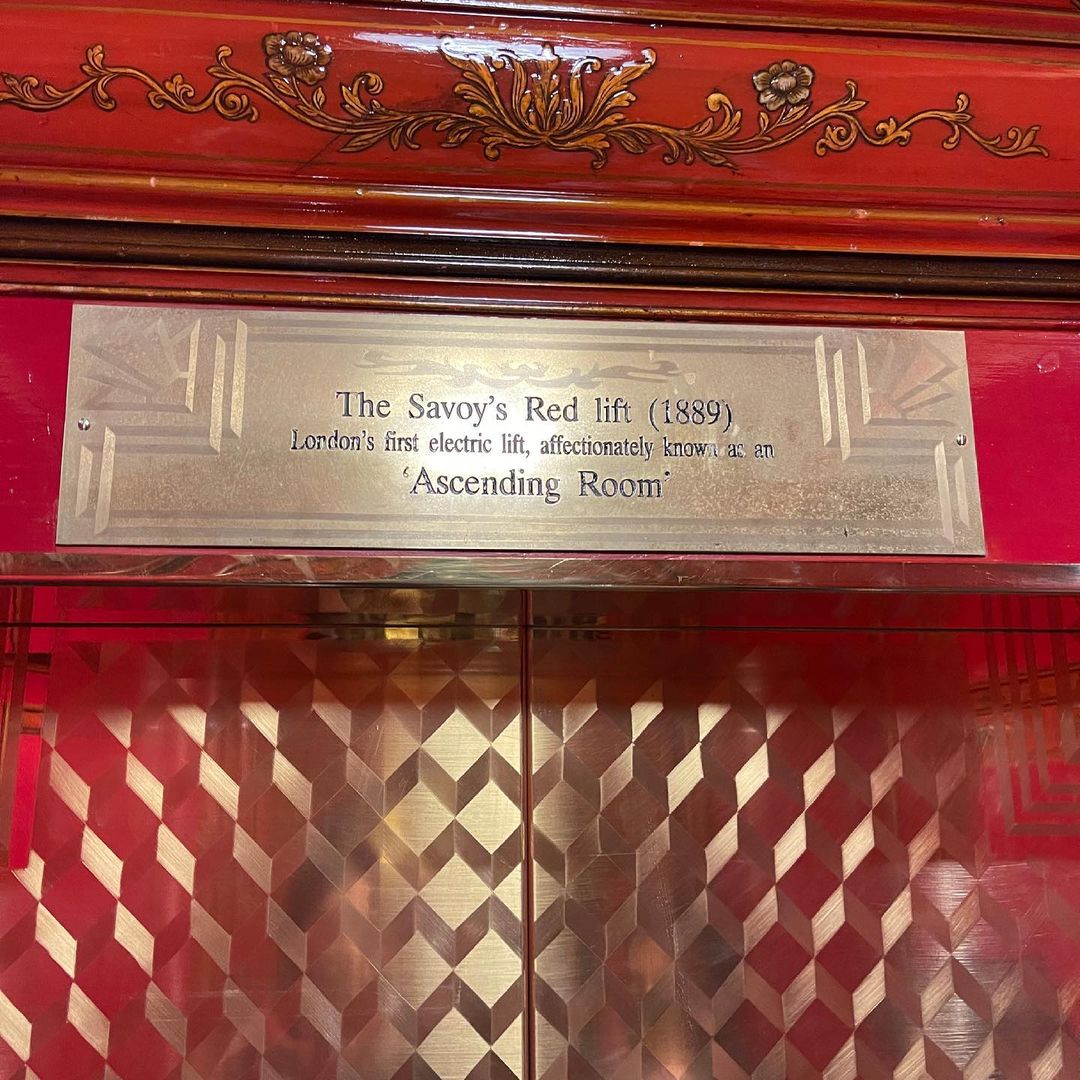 The Savoy's Red lift (1889)
London's first electric lift, affectionately known as an
'Ascending Room'